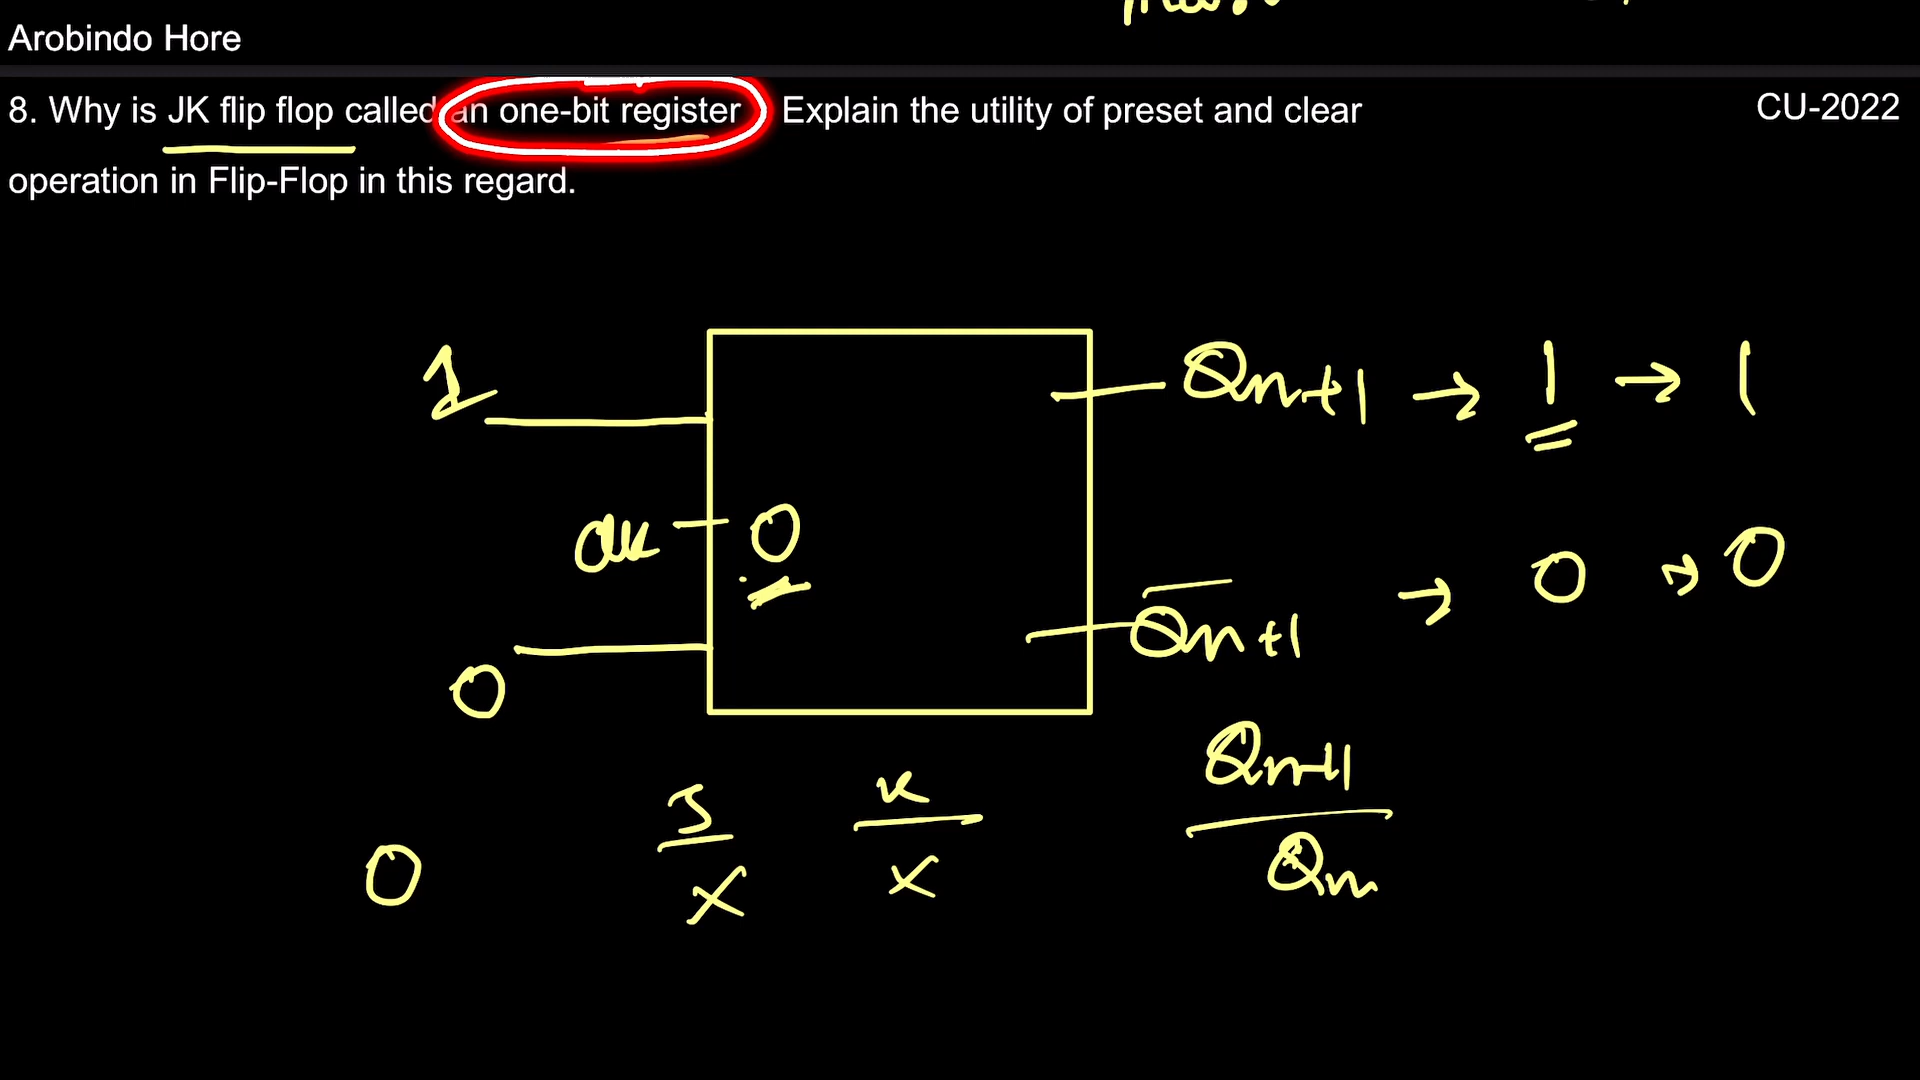 Arobindo Hore
8. Why is JK flip flop called an one-bit register Explain the utility of preset and clear CU-2022
operation in Flip-Flop in this regard.
1 Qn+1 → 1 → 1
clk 0
Q̅n+1 → 0 → 0
0
J K Qn+1
0 X X Qn